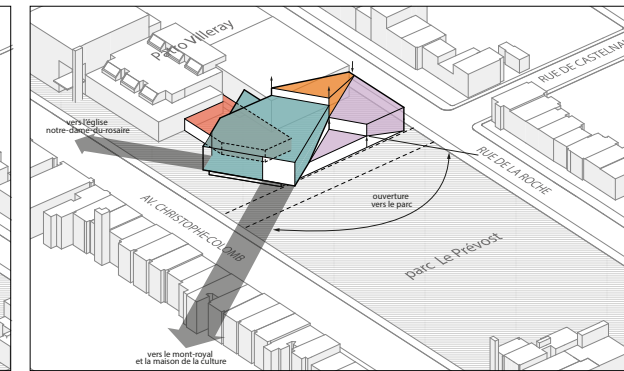 Patro Villeray
RUE DE CASTELNAU
vers l'église
notre-dame-du-rosaire
RUE DE LA ROCHE
ouverture
vers le parc
AV. CHRISTOPHE-COLOMB
parc Le Prévost
vers le mont-royal
et la maison de la culture